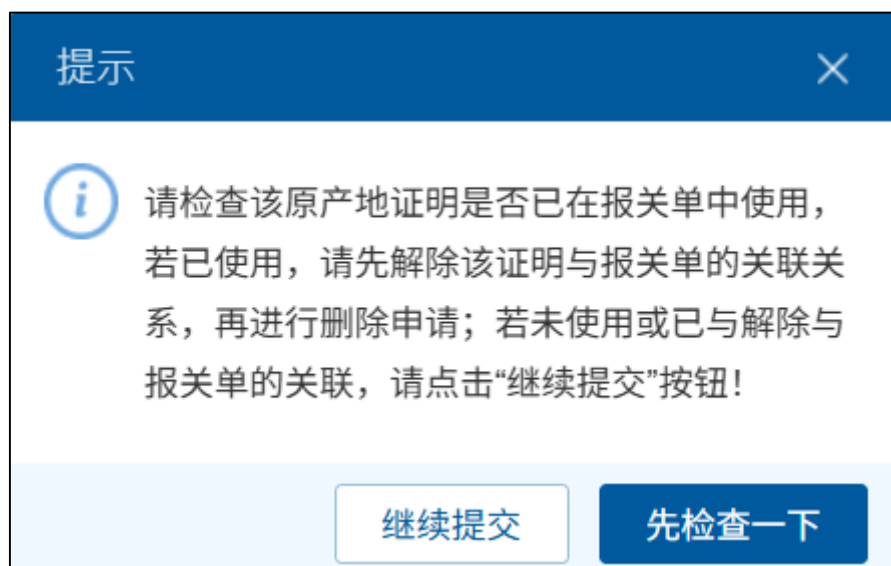 提示
请检查该原产地证明是否已在报关单中使用，
若已使用，请先解除该证明与报关单的关联关
系，再进行删除申请；若未使用或已与解除与
报关单的关联，请点击“继续提交”按钮！
继续提交
先检查一下